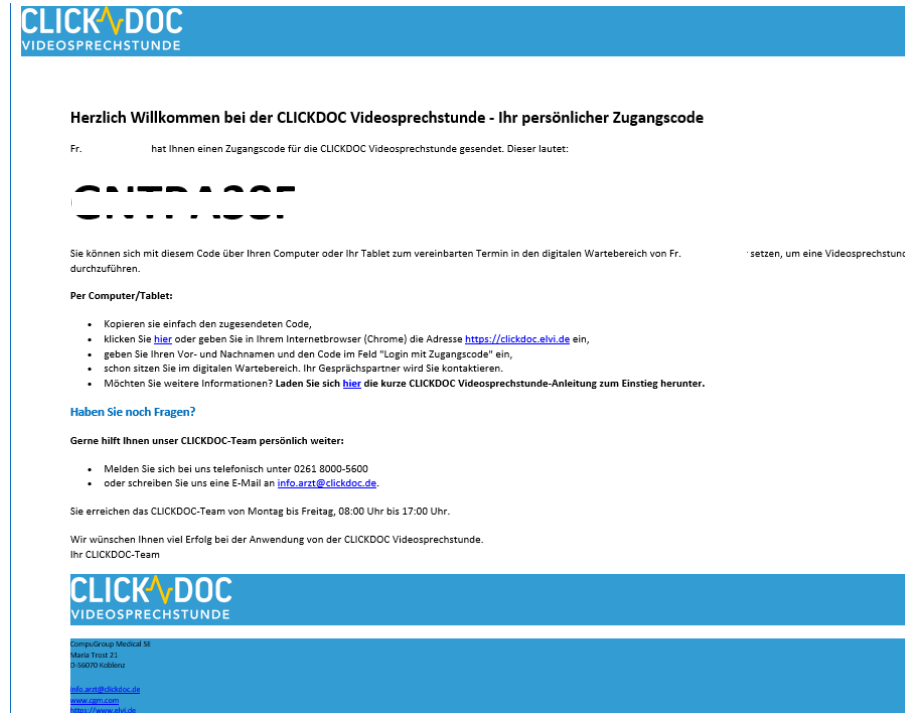 CLICK DOC
VIDEOSPRECHSTUNDE
Herzlich Willkommen bei der CLICKDOC Videosprechstunde - Ihr persönlicher Zugangscode
Fr. hat Ihnen einen Zugangscode für die CLICKDOC Videosprechstunde gesendet. Dieser lautet:
Sie können sich mit diesem Code über Ihren Computer oder Ihr Tablet zum vereinbarten Termin in den digitalen Wartebereich von Fr. setzen, um eine Videosprechstund
durchzuführen.
Per Computer/Tablet:
• Kopieren sie einfach den zugesendeten Code,
• klicken Sie hier oder geben Sie in Ihrem Internetbrowser (Chrome) die Adresse https://clickdoc.elvi.de ein,
• geben Sie Ihren Vor- und Nachnamen und den Code im Feld "Login mit Zugangscode" ein,
• schon sitzen Sie im digitalen Wartebereich. Ihr Gesprächspartner wird Sie kontaktieren.
• Möchten Sie weitere Informationen? Laden Sie sich hier die kurze CLICKDOC Videosprechstunde-Anleitung zum Einstieg herunter.
Haben Sie noch Fragen?
Gerne hilft Ihnen unser CLICKDOC-Team persönlich weiter:
• Melden Sie sich bei uns telefonisch unter 0261 8000-5600
• oder schreiben Sie uns eine E-Mail an info.arzt@clickdoc.de.
Sie erreichen das CLICKDOC-Team von Montag bis Freitag, 08:00 Uhr bis 17:00 Uhr.
Wir wünschen Ihnen viel Erfolg bei der Anwendung von der CLICKDOC Videosprechstunde.
Ihr CLICKDOC-Team
CLICK DOC
VIDEOSPRECHSTUNDE
CompuGroup Medical SE
Maria Trost 21
D-56070 Koblenz
info.arzt@clickdoc.de
www.cgm.com
https://www.elvi.de